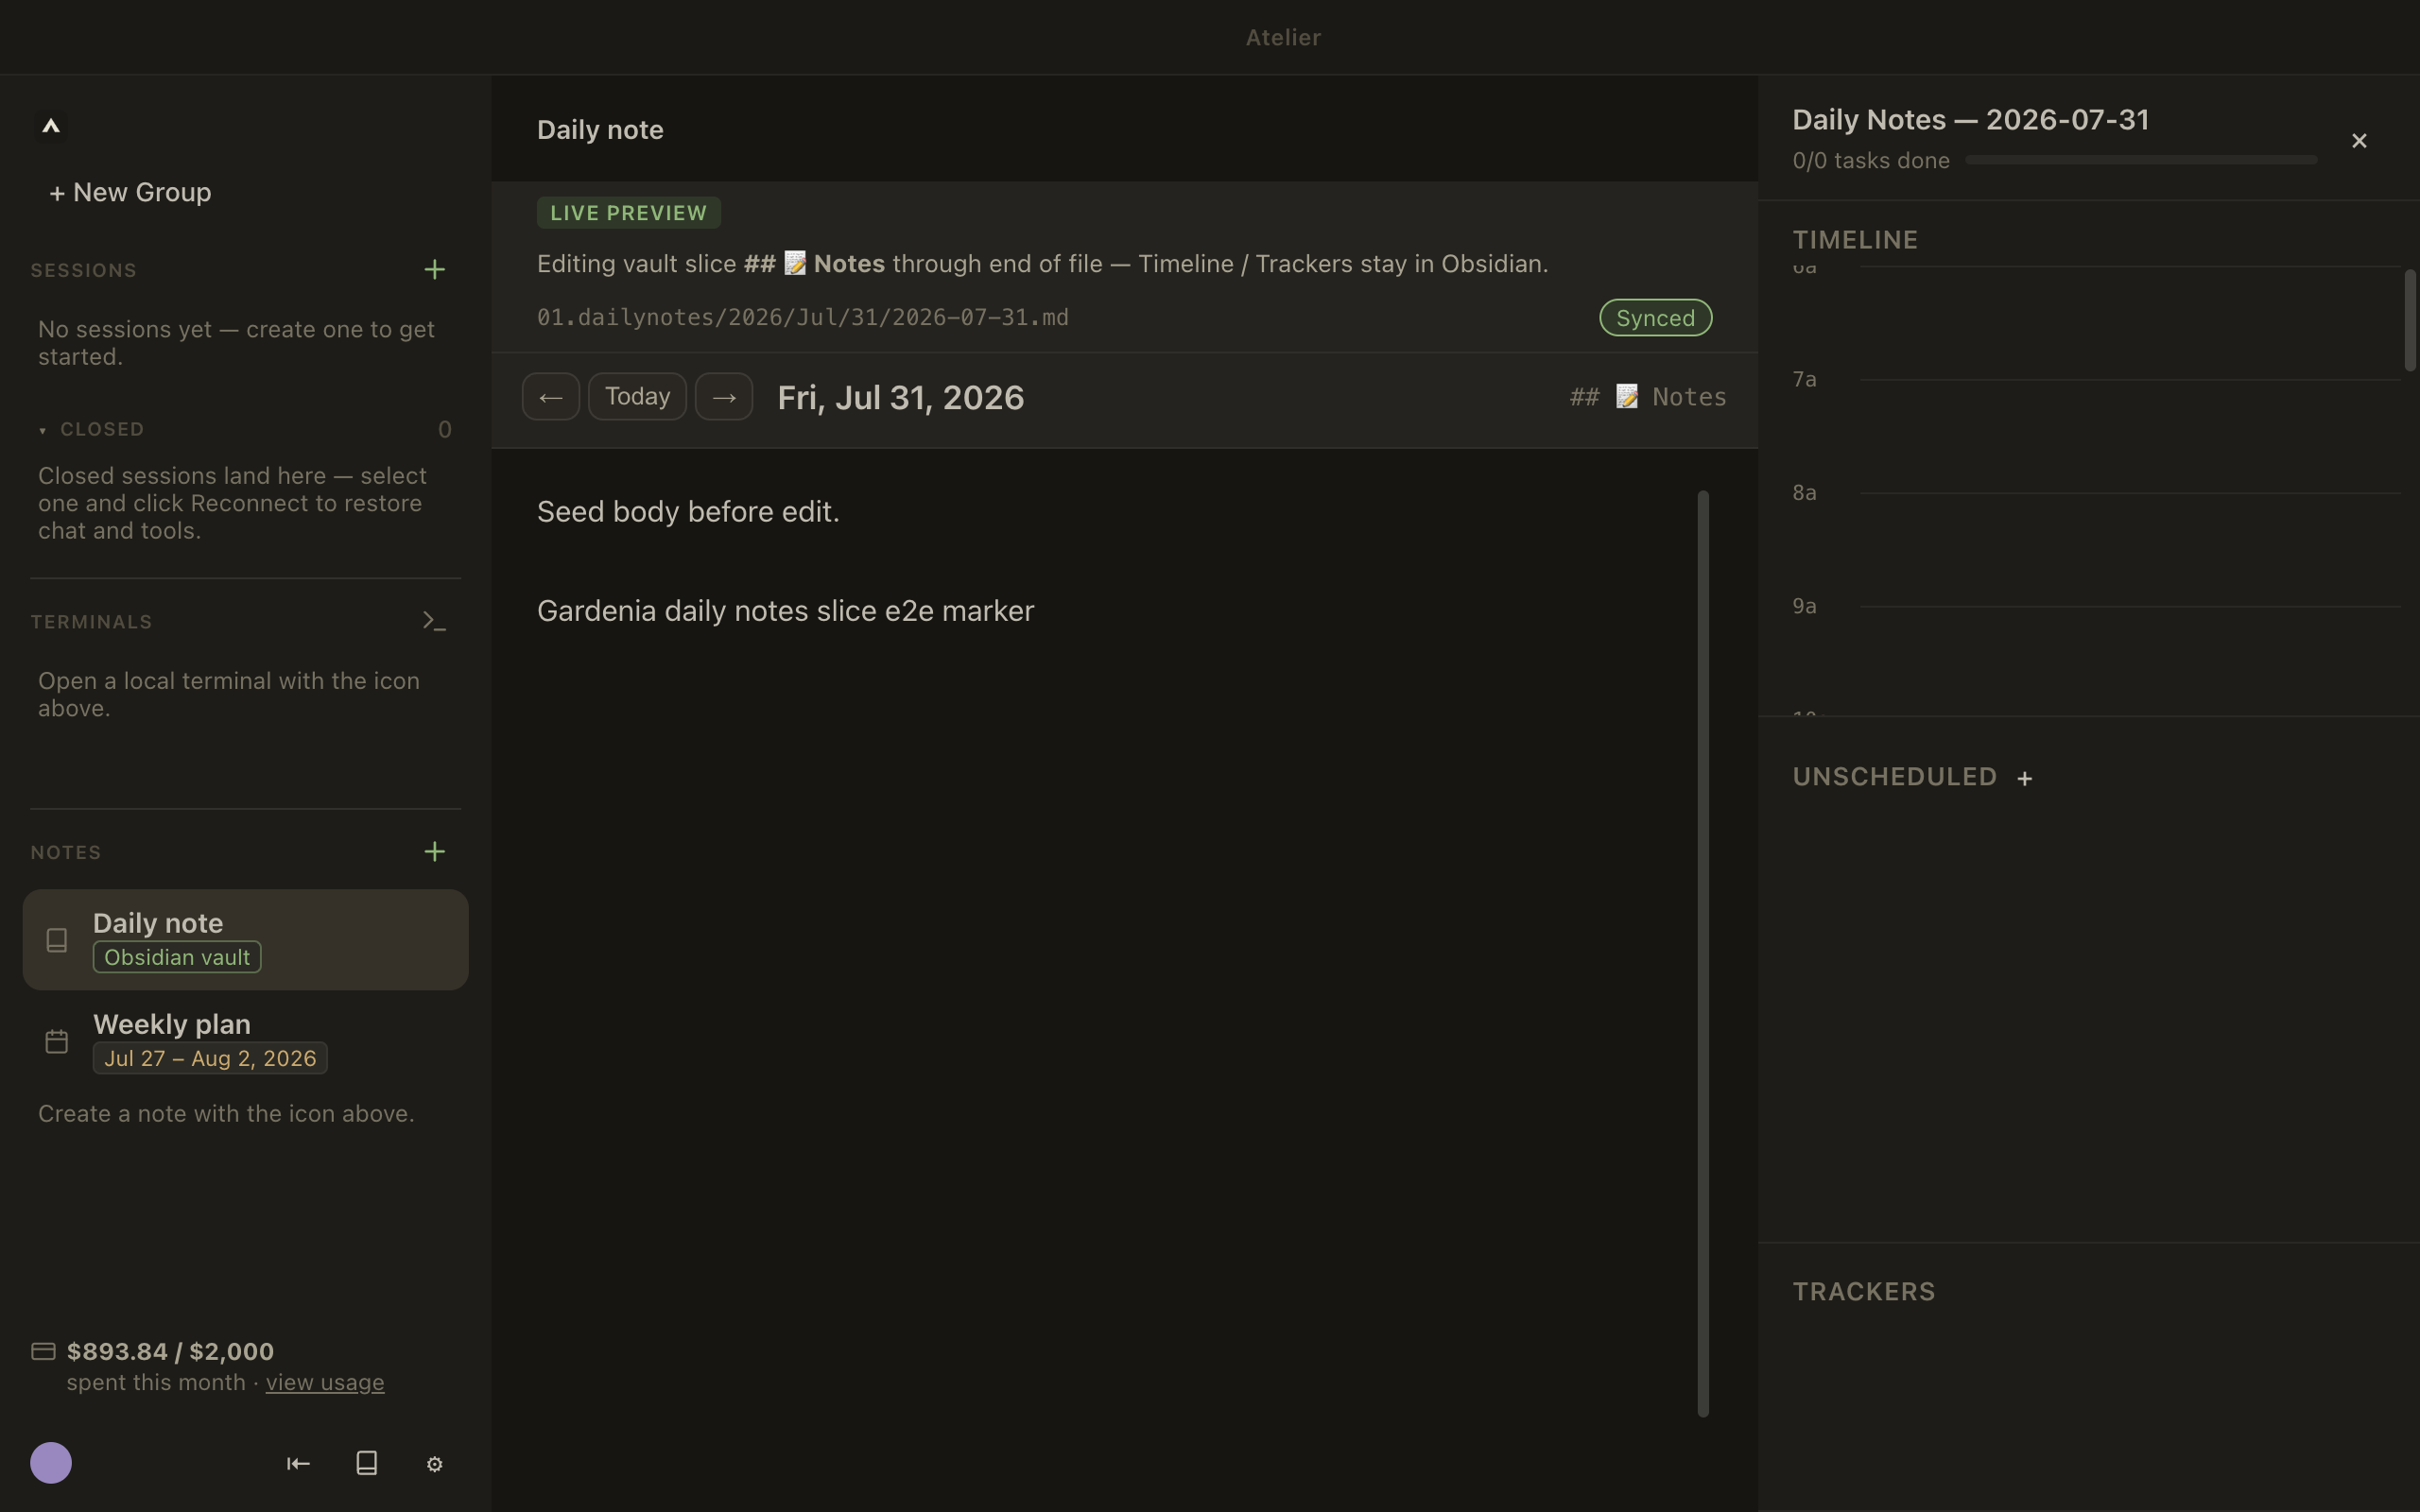 Atelier
+ New Group
SESSIONS
No sessions yet — create one to get
started.
CLOSED 0
Closed sessions land here — select
one and click Reconnect to restore
chat and tools.
TERMINALS
Open a local terminal with the icon
above.
NOTES
Daily note
Obsidian vault
Weekly plan
Jul 27 – Aug 2, 2026
Create a note with the icon above.
$893.84 / $2,000
spent this month · view usage
Daily note
LIVE PREVIEW
Editing vault slice ## 📝 Notes through end of file — Timeline / Trackers stay in Obsidian.
01.dailynotes/2026/Jul/31/2026-07-31.md
Synced
← Today → Fri, Jul 31, 2026 ## 📝 Notes
Seed body before edit.
Gardenia daily notes slice e2e marker
Daily Notes — 2026-07-31
0/0 tasks done
TIMELINE
7a
8a
9a
UNSCHEDULED +
TRACKERS